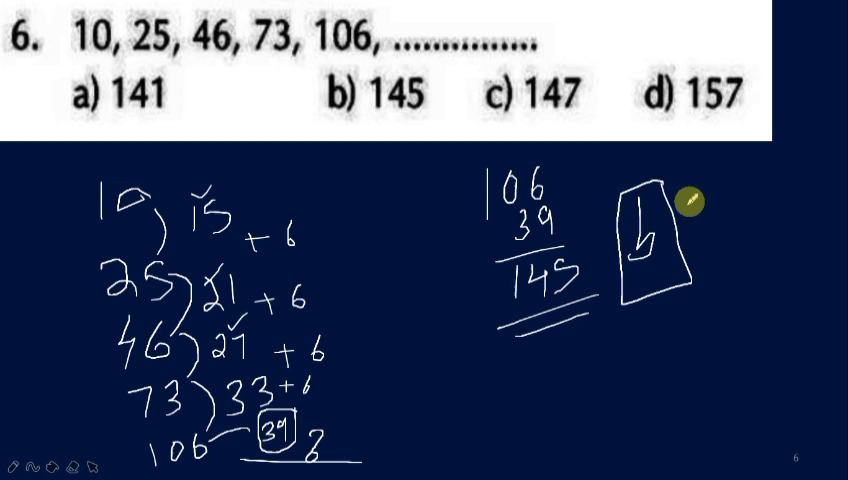 6. 10, 25, 46, 73, 106, ...............
a) 141 b) 145 c) 147 d) 157
10 ) 15 + 6
25 ) 21 + 6
46 ) 27 + 6
73 ) 33 + 6
106 39
106
39
145
b
6